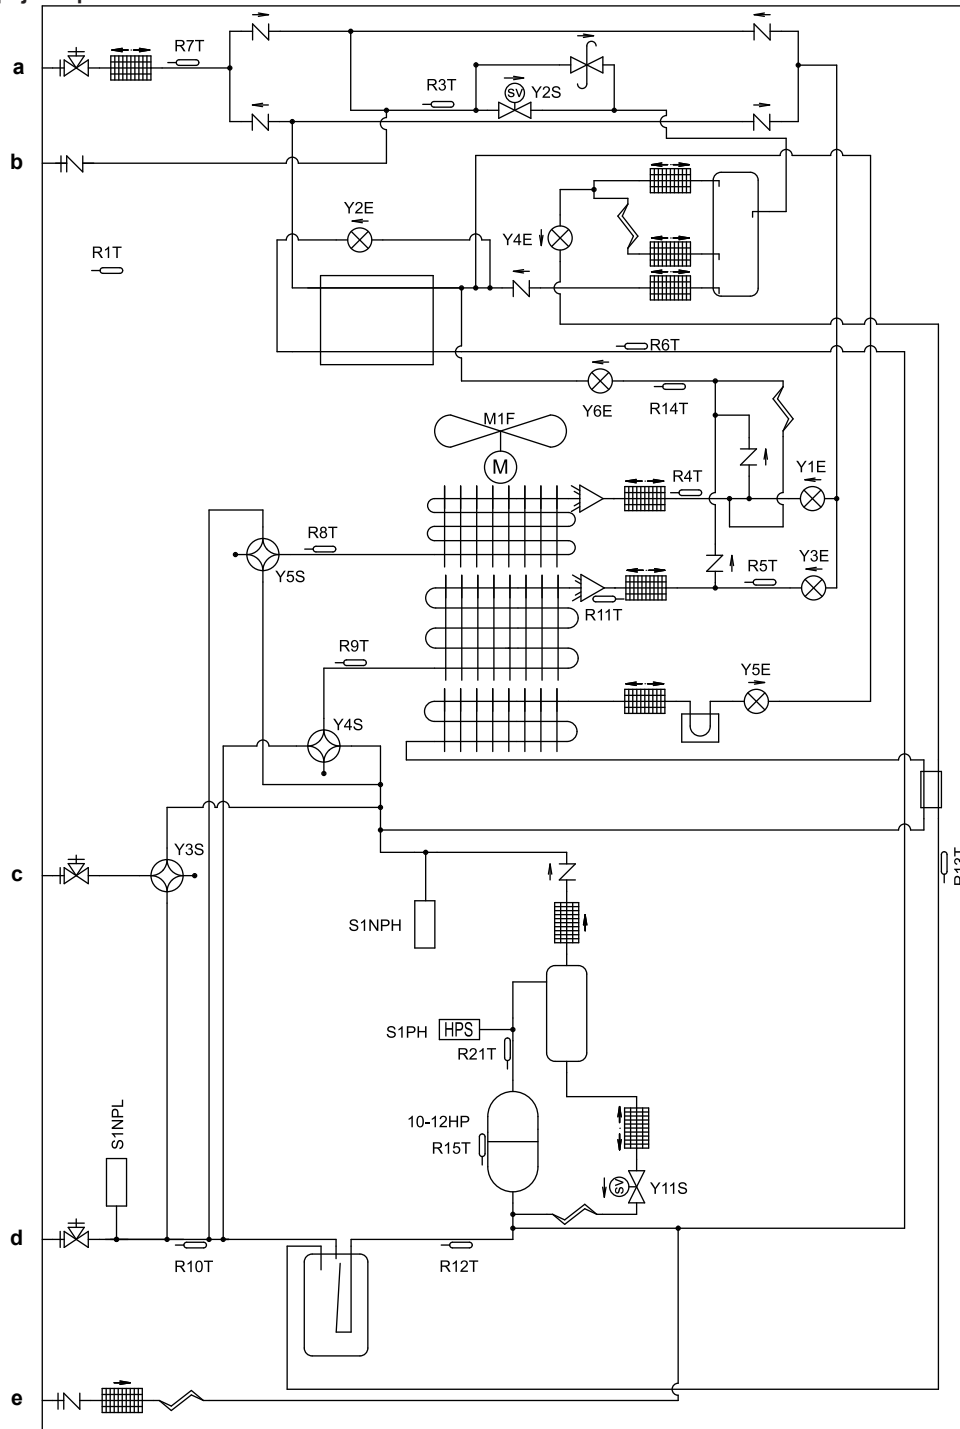 a
R7T
R3T
SV
Y2S
b
Y2E
Y4E
R1T
R6T
Y6E
R14T
M1F
M
R4T
Y1E
R8T
Y5S
R5T
Y3E
R11T
R9T
Y5E
Y4S
Y3S
c
R13T
S1NPH
S1PH
HPS
R21T
10-12HP
R15T
S1NPL
SV
Y11S
d
R10T
R12T
e